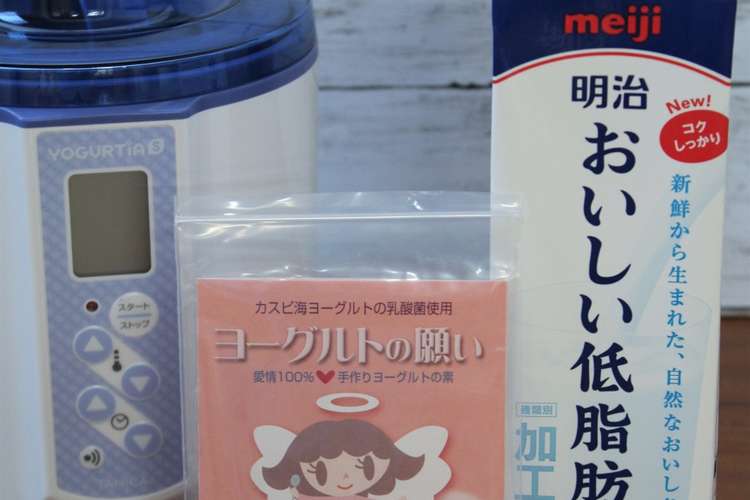 YOGURTiA S
スタート
ストップ
TANICA
カスピ海ヨーグルトの乳酸菌使用
ヨーグルトの願い
愛情100%♥手作りヨーグルトの素
meiji
明治
おいしい低脂肪
New!
コク
しっかり
新鮮から生まれた、自然なおいし
種類別
加工